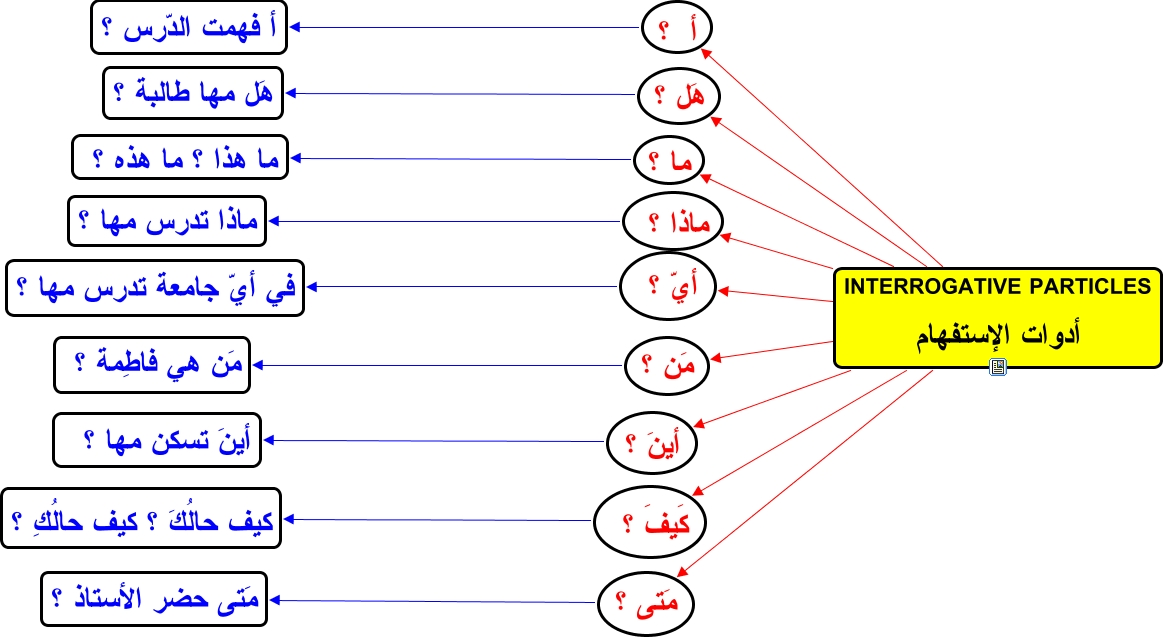 INTERROGATIVE PARTICLES
أدوات الإستفهام
أ ؟
أ فهمت الدّرس ؟
هَل ؟
هَل مها طالبة ؟
ما ؟
ما هذا ؟ ما هذه ؟
ماذا ؟
ماذا تدرس مها ؟
أيّ ؟
في أيّ جامعة تدرس مها ؟
مَن ؟
مَن هي فاطِمة ؟
أينَ ؟
أينَ تسكن مها ؟
كَيفَ ؟
كيف حالُكَ ؟ كيف حالُكِ ؟
مَتى ؟
مَتى حضر الأستاذ ؟